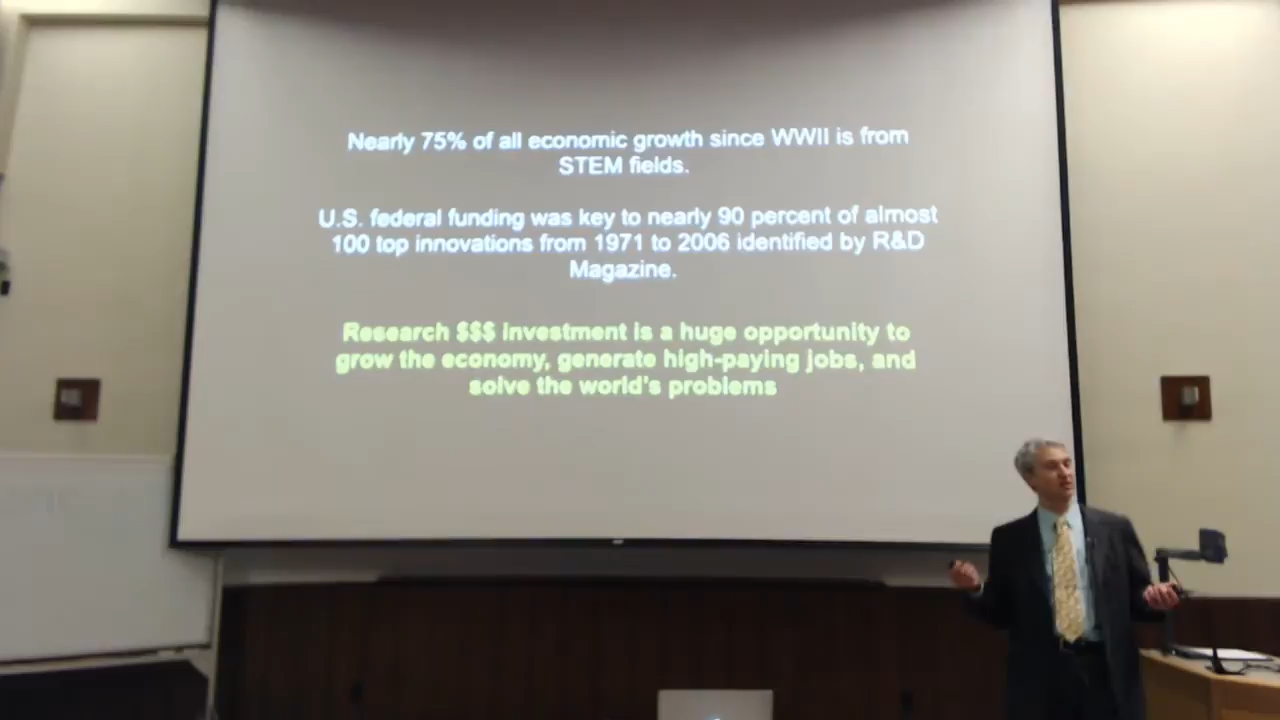 Nearly 75% of all economic growth since WWII is from
STEM fields.
U.S. federal funding was key to nearly 90 percent of almost
100 top innovations from 1971 to 2006 identified by R&D
Magazine.
Research $$$ investment is a huge opportunity to
grow the economy, generate high-paying jobs, and
solve the world's problems